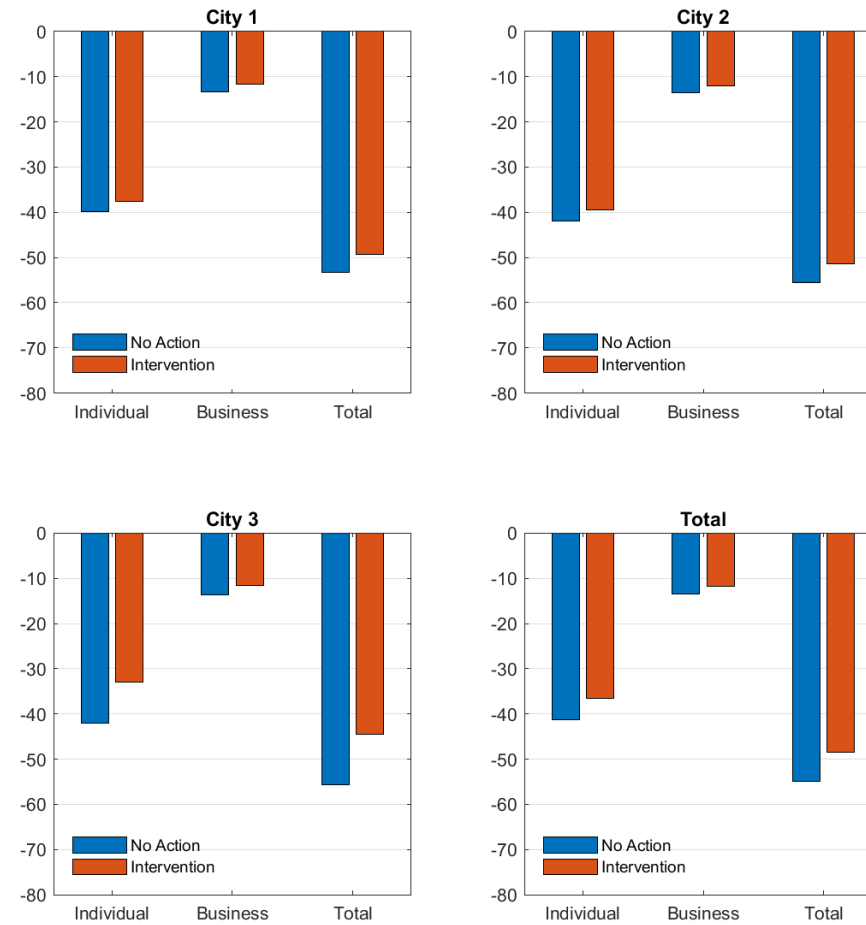 City 1
0
-10
-20
-30
-40
-50
-60
-70
-80
No Action
Intervention
Individual Business Total
City 2
0
-10
-20
-30
-40
-50
-60
-70
-80
No Action
Intervention
Individual Business Total
City 3
0
-10
-20
-30
-40
-50
-60
-70
-80
No Action
Intervention
Individual Business Total
Total
0
-10
-20
-30
-40
-50
-60
-70
-80
No Action
Intervention
Individual Business Total